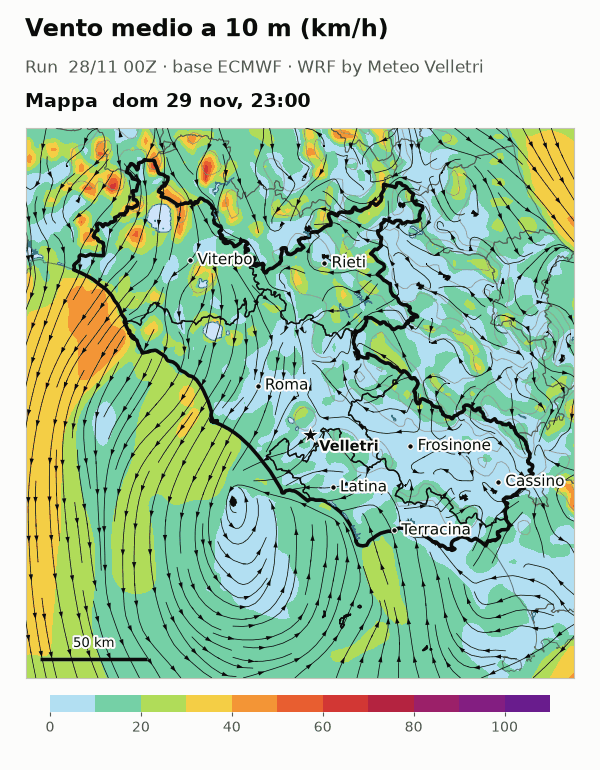 Vento medio a 10 m (km/h)
Run 28/11 00Z · base ECMWF · WRF by Meteo Velletri
Mappa dom 29 nov, 23:00
Viterbo
Rieti
Roma
Velletri
Frosinone
Latina
Cassino
Terracina
50 km
0 20 40 60 80 100